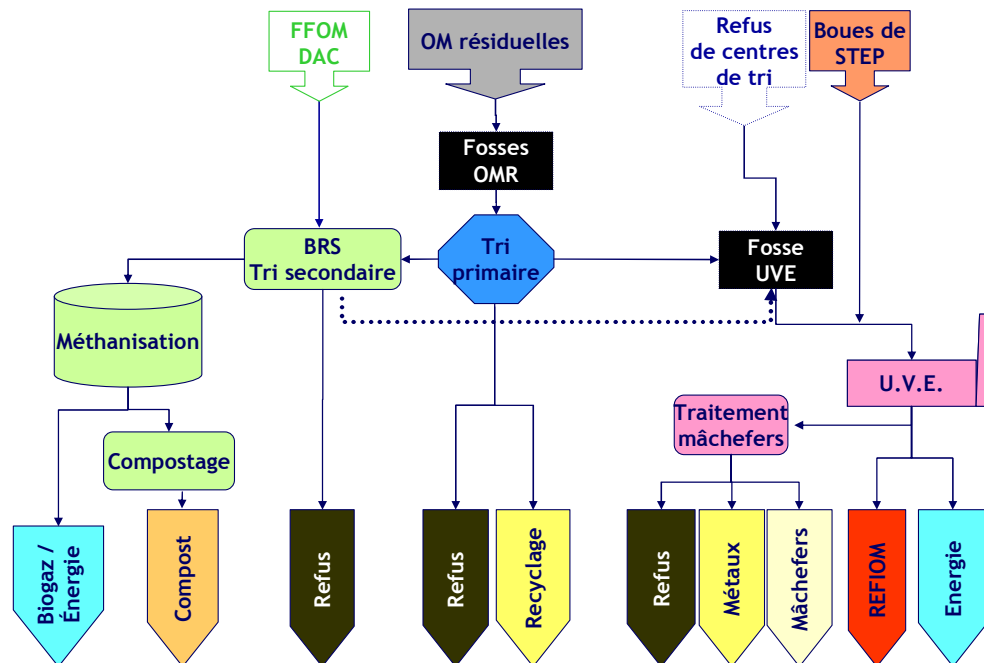 FFOM
DAC
OM résiduelles
Refus
de centres
de tri
Boues de
STEP
Fosses
OMR
BRS
Tri secondaire
Tri
primaire
Fosse
UVE
Méthanisation
U.V.E.
Traitement
mâchefers
Compostage
Biogaz /
Énergie
Compost
Refus
Refus
Recyclage
Refus
Métaux
Mâchefers
REFIOM
Energie